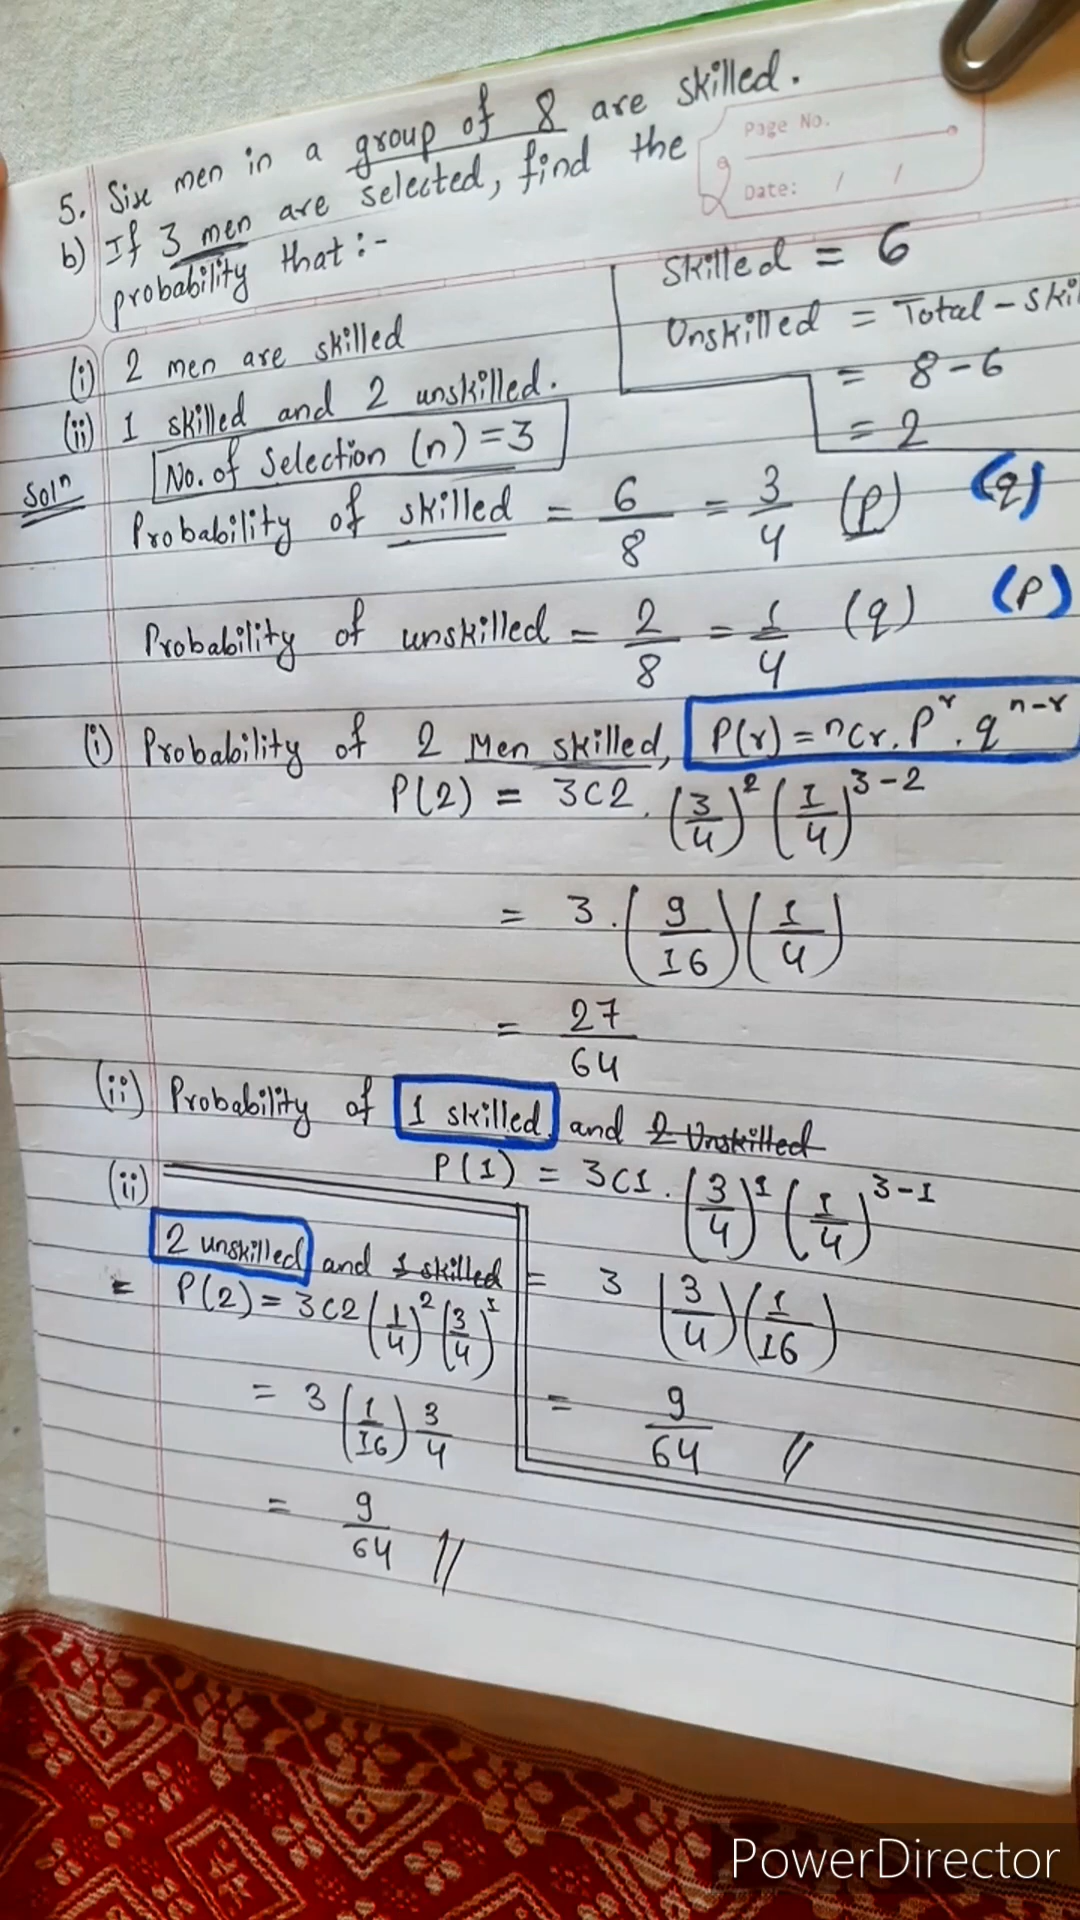 5. Six men in a group of 8 are skilled.
b) If 3 men are selected, find the
probability that :-
Page No.
Date: / /
(i) 2 men are skilled
(ii) 1 skilled and 2 unskilled.
Skilled = 6
Unskilled = Total - Skil
= 8-6
= 2
Solⁿ No. of Selection (n) = 3
Probability of skilled = 6/8 = 3/4 (p) (q)
Probability of unskilled = 2/8 = 1/4 (q) (p)
(i) Probability of 2 Men skilled, P(r) = ⁿCr. P^r. q^n-r
P(2) = 3C2. (3/4)^2 (1/4)^3-2
= 3. (9/16) (1/4)
= 27/64
(ii) Probability of 1 skilled and 2 Unskilled
P(1) = 3C1. (3/4)^1 (1/4)^3-1
= 3 (3/4) (1/16)
= 9/64 //
(ii)
2 unskilled and 1 skilled
= P(2) = 3C2 (1/4)^2 (3/4)^1
= 3 (1/16) 3/4
= 9/64 //
PowerDirector